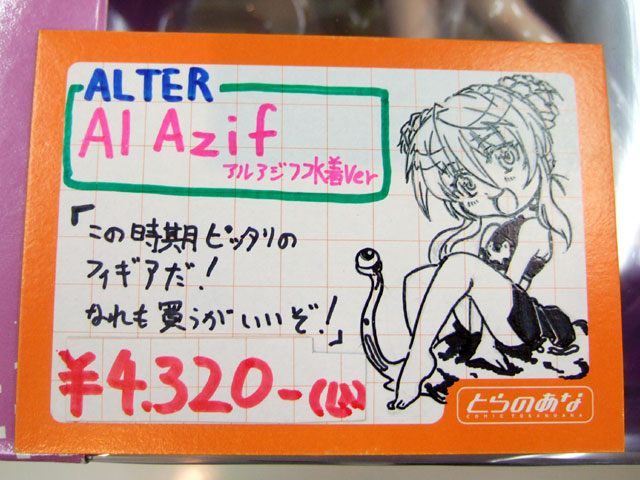 ALTER
Al Azif
アルアジフ水着Ver
「この時期ピッタリの
フィギアだ!
なれも買うがいいぞ!」
¥4.320-
とらのあな
COMIC TORANOANA